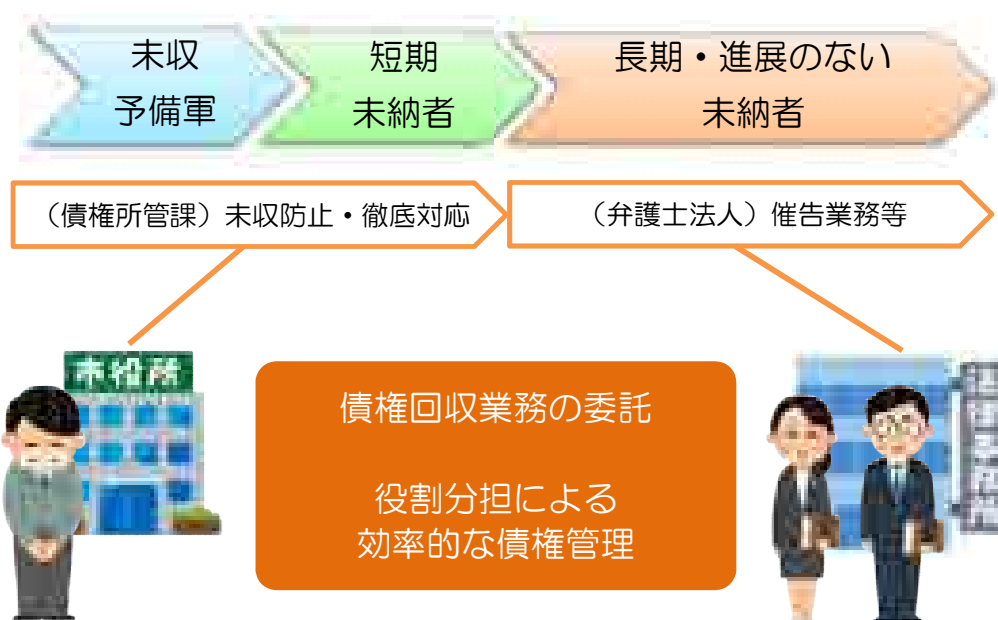 未収
予備軍
短期
未納者
長期・進展のない
未納者
（債権所管課）未収防止・徹底対応
（弁護士法人）催告業務等
市役所
債権回収業務の委託
役割分担による
効率的な債権管理